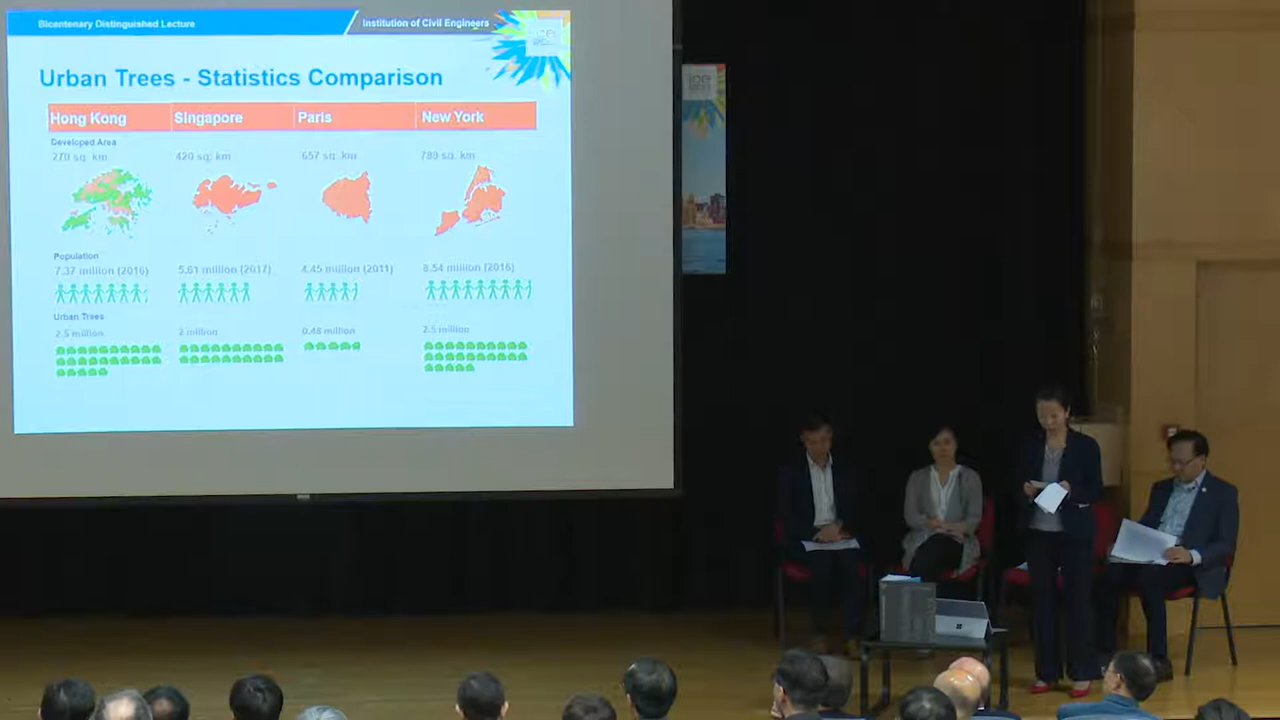 Bicentenary Distinguished Lecture
Institution of Civil Engineers
ice
Urban Trees - Statistics Comparison
Hong Kong Singapore Paris New York
Developed Area
270 sq. km 420 sq. km 657 sq. km 789 sq. km
Population
7.37 million (2016) 5.61 million (2017) 4.45 million (2011) 8.54 million (2016)
Urban Trees
2.5 million 2 million 0.48 million 2.5 million
ice